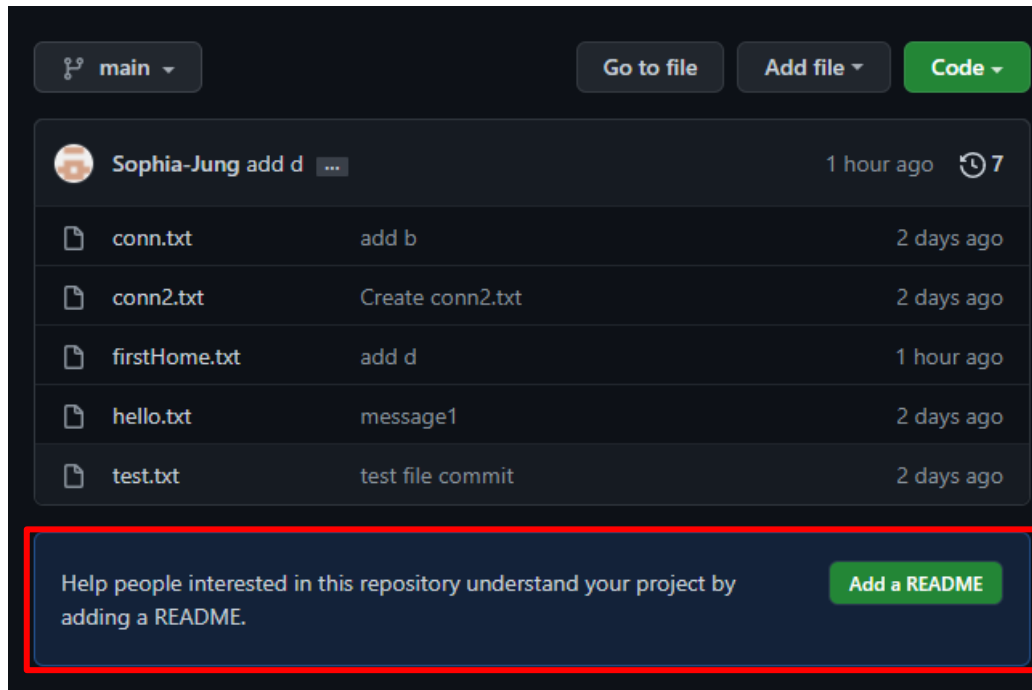 main
Go to file
Add file
Code
Sophia-Jung add d ... 1 hour ago 7
conn.txt add b 2 days ago
conn2.txt Create conn2.txt 2 days ago
firstHome.txt add d 1 hour ago
hello.txt message1 2 days ago
test.txt test file commit 2 days ago
Help people interested in this repository understand your project by
adding a README.
Add a README